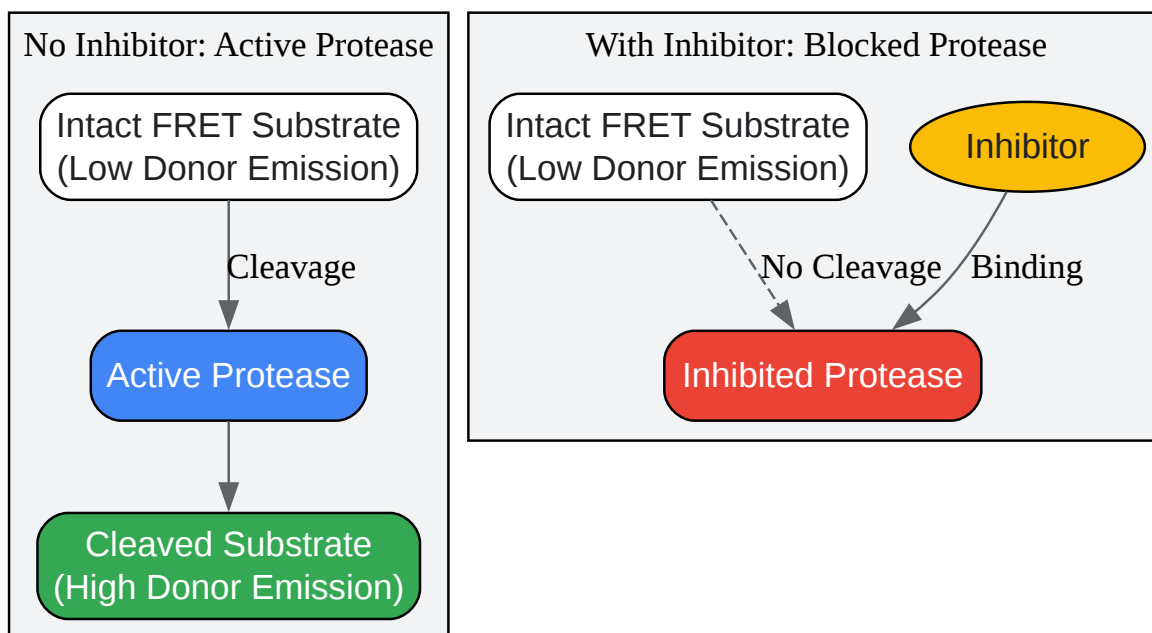 No Inhibitor: Active Protease
Intact FRET Substrate
(Low Donor Emission)
Cleavage
Active Protease
Cleaved Substrate
(High Donor Emission)
With Inhibitor: Blocked Protease
Intact FRET Substrate
(Low Donor Emission)
Inhibitor
No Cleavage
Binding
Inhibited Protease